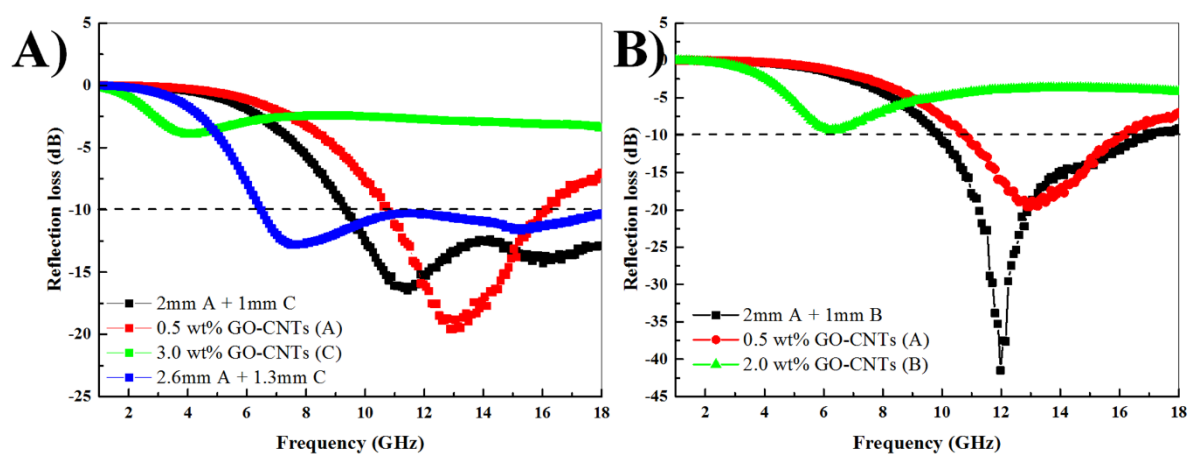 A)
5
0
-5
-10
-15
-20
-25
Reflection loss (dB)
2mm A + 1mm C
0.5 wt% GO-CNTs (A)
3.0 wt% GO-CNTs (C)
2.6mm A + 1.3mm C
2 4 6 8 10 12 14 16 18
Frequency (GHz)
B)
5
0
-5
-10
-15
-20
-25
-30
-35
-40
-45
Reflection loss (dB)
2mm A + 1mm B
0.5 wt% GO-CNTs (A)
2.0 wt% GO-CNTs (B)
2 4 6 8 10 12 14 16 18
Frequency (GHz)